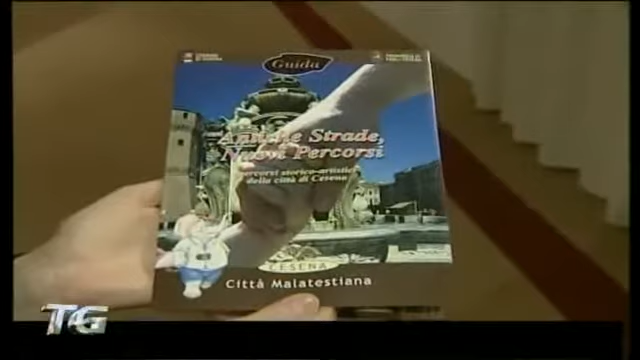 Guida
Antiche Strade,
Nuovi Percorsi
percorsi storico-artistici
della città di Cesena
CESENA
Città Malatestiana
TG